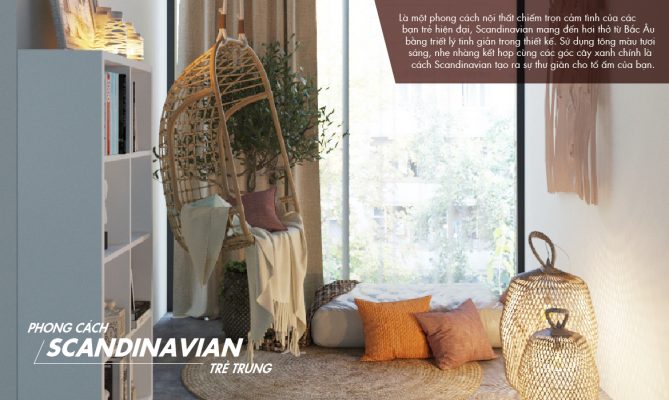 Là một phong cách nội thất chiếm trọn cảm tình của các
bạn trẻ hiện đại, Scandinavian mang đến hơi thở từ Bắc Âu
bằng triết lý tinh giản trong thiết kế. Sử dụng tông màu tươi
sáng, nhẹ nhàng kết hợp cùng các góc cây xanh chính là
cách Scandinavian tạo ra sự thư giãn cho tổ ấm của bạn.
PHONG CÁCH
SCANDINAVIAN
TRẺ TRUNG